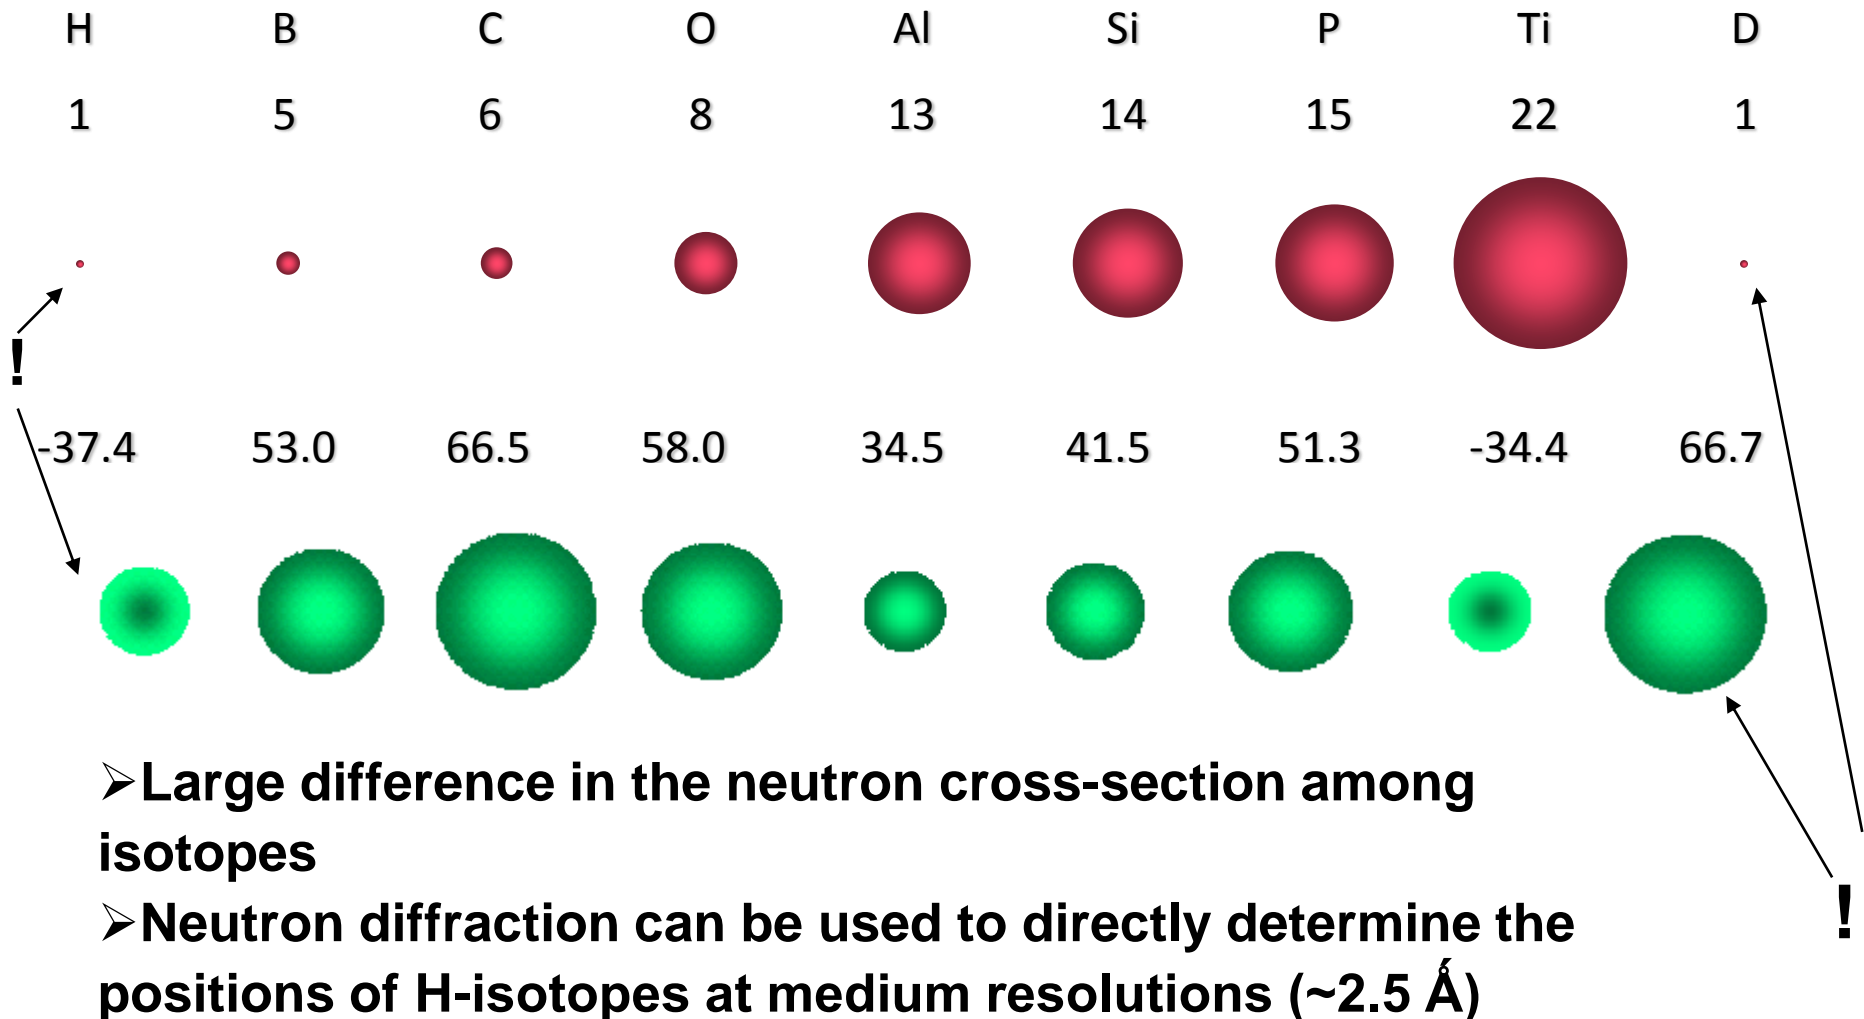 H B C O Al Si P Ti D
1 5 6 8 13 14 15 22 1
!
-37.4 53.0 66.5 58.0 34.5 41.5 51.3 -34.4 66.7
➢Large difference in the neutron cross-section among
isotopes
!
➢Neutron diffraction can be used to directly determine the
positions of H-isotopes at medium resolutions (~2.5 Ǻ)